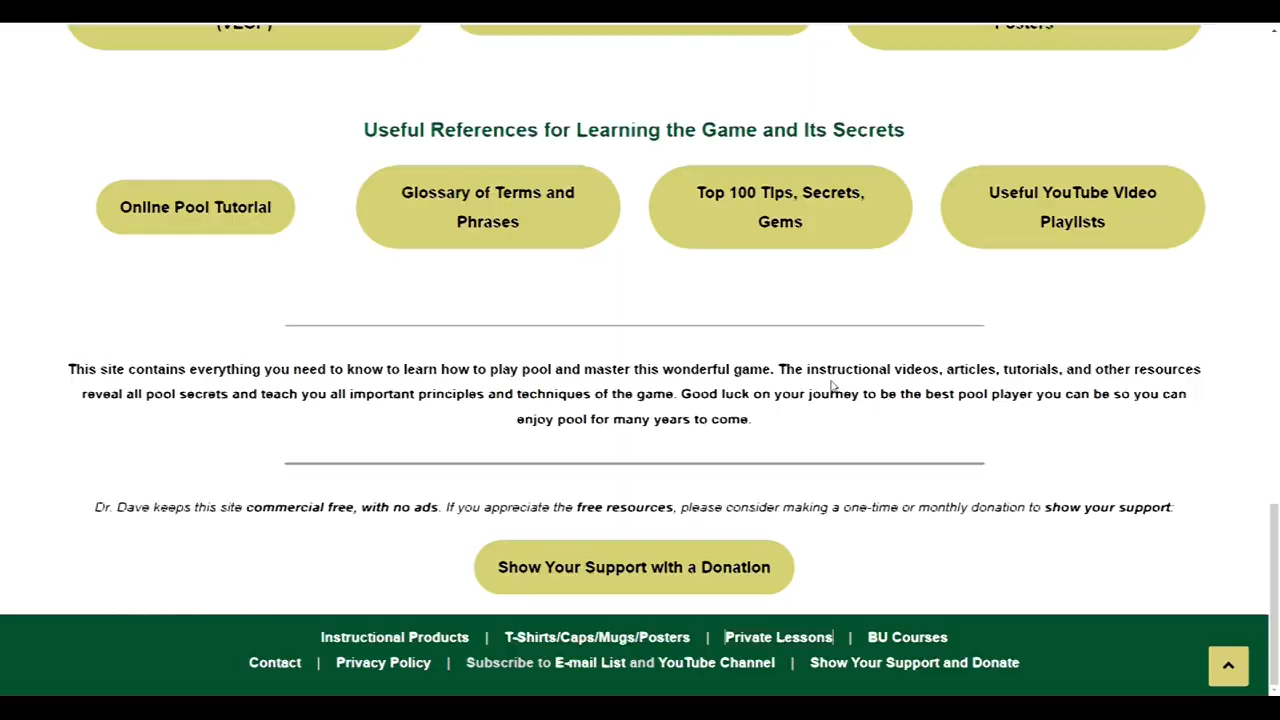 (VEGP)
Posters
Useful References for Learning the Game and Its Secrets
Online Pool Tutorial
Glossary of Terms and
Phrases
Top 100 Tips, Secrets,
Gems
Useful YouTube Video
Playlists
This site contains everything you need to know to learn how to play pool and master this wonderful game. The instructional videos, articles, tutorials, and other resources
reveal all pool secrets and teach you all important principles and techniques of the game. Good luck on your journey to be the best pool player you can be so you can
enjoy pool for many years to come.
Dr. Dave keeps this site commercial free, with no ads. If you appreciate the free resources, please consider making a one-time or monthly donation to show your support:
Show Your Support with a Donation
Instructional Products | T-Shirts/Caps/Mugs/Posters | Private Lessons | BU Courses
Contact | Privacy Policy | Subscribe to E-mail List and YouTube Channel | Show Your Support and Donate